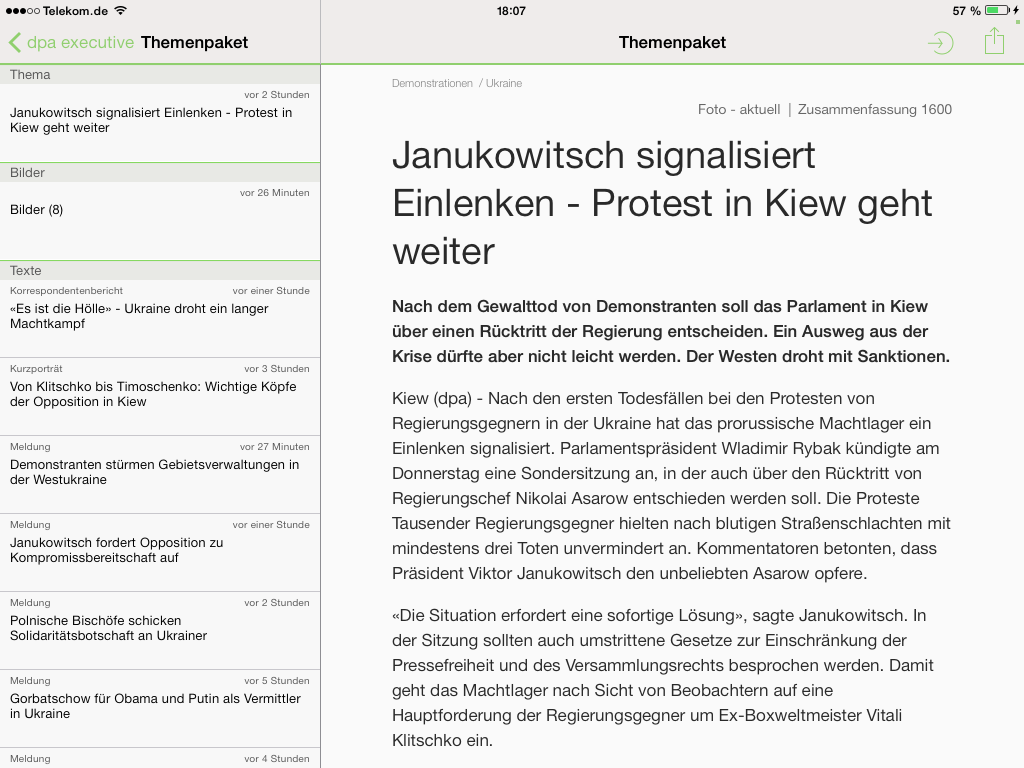 Telekom.de
18:07
57 %
dpa executive
Themenpaket
Themenpaket
Thema
vor 2 Stunden
Janukowitsch signalisiert Einlenken - Protest in
Kiew geht weiter
Bilder
vor 26 Minuten
Bilder (8)
Texte
Korrespondentenbericht vor einer Stunde
«Es ist die Hölle» - Ukraine droht ein langer
Machtkampf
Kurzporträt vor 3 Stunden
Von Klitschko bis Timoschenko: Wichtige Köpfe
der Opposition in Kiew
Meldung vor 27 Minuten
Demonstranten stürmen Gebietsverwaltungen in
der Westukraine
Meldung vor einer Stunde
Janukowitsch fordert Opposition zu
Kompromissbereitschaft auf
Meldung vor 2 Stunden
Polnische Bischöfe schicken
Solidaritätsbotschaft an Ukrainer
Meldung vor 5 Stunden
Gorbatschow für Obama und Putin als Vermittler
in Ukraine
Meldung vor 4 Stunden
Demonstrationen / Ukraine
Foto - aktuell | Zusammenfassung 1600
Janukowitsch signalisiert
Einlenken - Protest in Kiew geht
weiter
Nach dem Gewalttod von Demonstranten soll das Parlament in Kiew
über einen Rücktritt der Regierung entscheiden. Ein Ausweg aus der
Krise dürfte aber nicht leicht werden. Der Westen droht mit Sanktionen.
Kiew (dpa) - Nach den ersten Todesfällen bei den Protesten von
Regierungsgegnern in der Ukraine hat das prorussische Machtlager ein
Einlenken signalisiert. Parlamentspräsident Wladimir Rybak kündigte am
Donnerstag eine Sondersitzung an, in der auch über den Rücktritt von
Regierungschef Nikolai Asarow entschieden werden soll. Die Proteste
Tausender Regierungsgegner hielten nach blutigen Straßenschlachten mit
mindestens drei Toten unvermindert an. Kommentatoren betonten, dass
Präsident Viktor Janukowitsch den unbeliebten Asarow opfere.
«Die Situation erfordert eine sofortige Lösung», sagte Janukowitsch. In
der Sitzung sollten auch umstrittene Gesetze zur Einschränkung der
Pressefreiheit und des Versammlungsrechts besprochen werden. Damit
geht das Machtlager nach Sicht von Beobachtern auf eine
Hauptforderung der Regierungsgegner um Ex-Boxweltmeister Vitali
Klitschko ein.